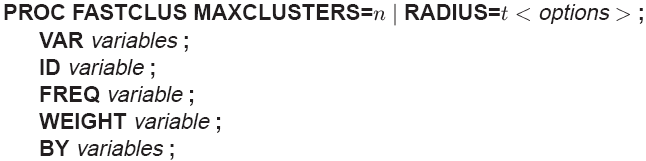 PROC FASTCLUS MAXCLUSTERS=n | RADIUS=t < options > ;
VAR variables ;
ID variable ;
FREQ variable ;
WEIGHT variable ;
BY variables ;